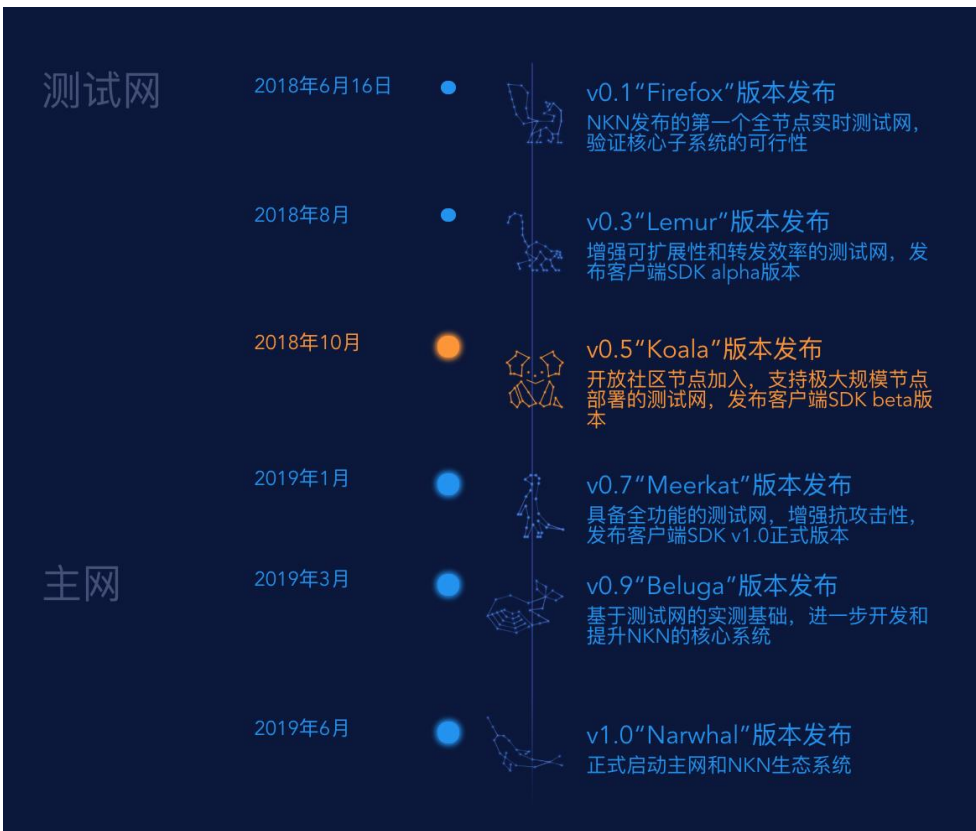 测试网
2018年6月16日
v0.1“Firefox”版本发布
NKN发布的第一个全节点实时测试网，
验证核心子系统的可行性
2018年8月
v0.3“Lemur”版本发布
增强可扩展性和转发效率的测试网，发
布客户端SDK alpha版本
2018年10月
v0.5“Koala”版本发布
开放社区节点加入，支持极大规模节点
部署的测试网，发布客户端SDK beta版
本
2019年1月
v0.7“Meerkat”版本发布
具备全功能的测试网，增强抗攻击性，
发布客户端SDK v1.0正式版本
主网
2019年3月
v0.9“Beluga”版本发布
基于测试网的实测基础，进一步开发和
提升NKN的核心系统
2019年6月
v1.0“Narwhal”版本发布
正式启动主网和NKN生态系统